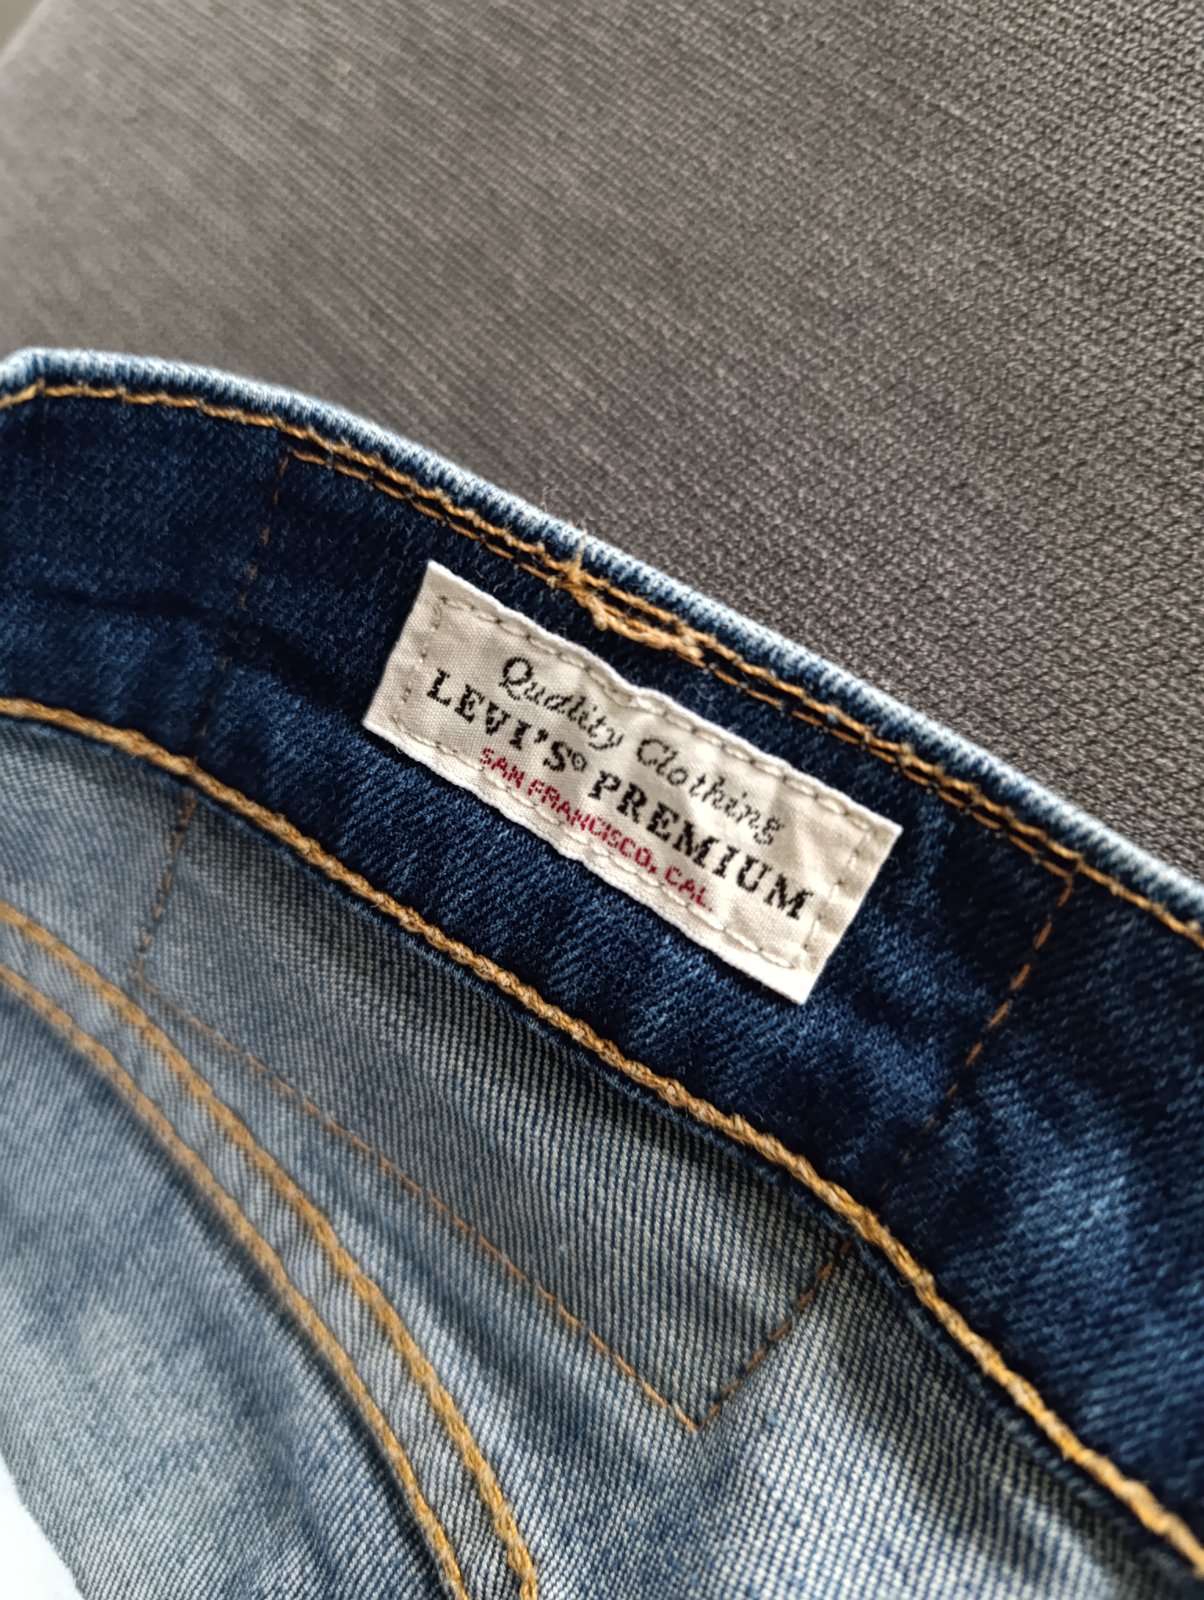 Quality Clothing
LEVI'S® PREMIUM
SAN FRANCISCO, CAL.